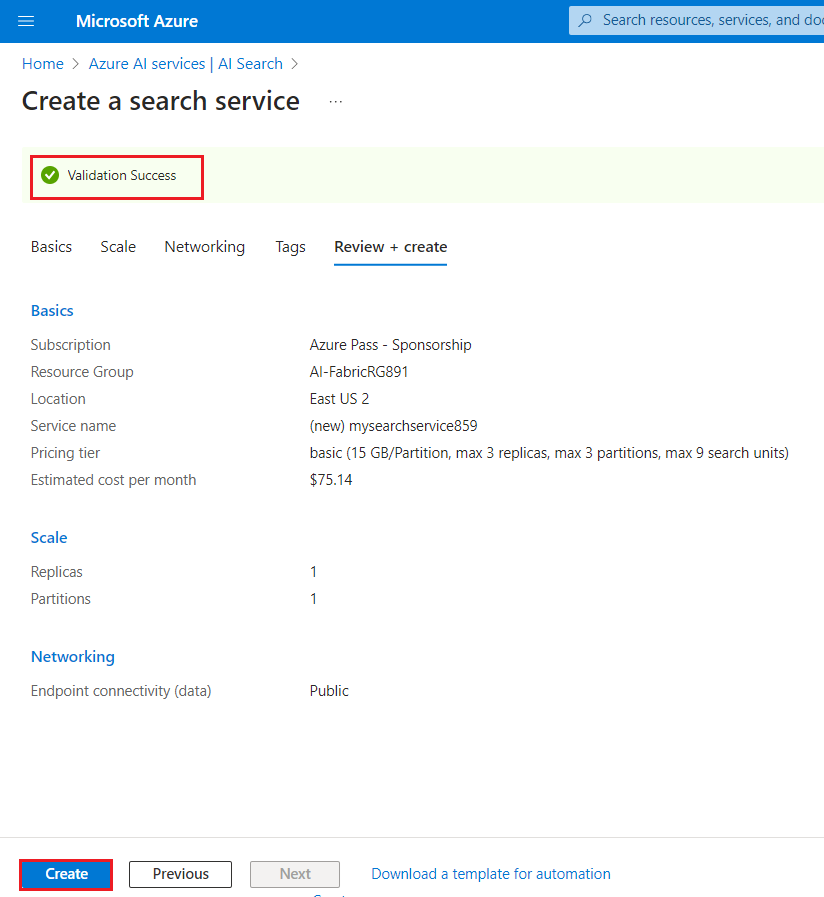 Microsoft Azure
Search resources, services, and do
Home > Azure AI services | AI Search >
Create a search service ...
Validation Success
Basics Scale Networking Tags Review + create
Basics
Subscription Azure Pass - Sponsorship
Resource Group AI-FabricRG891
Location East US 2
Service name (new) mysearchservice859
Pricing tier basic (15 GB/Partition, max 3 replicas, max 3 partitions, max 9 search units)
Estimated cost per month $75.14
Scale
Replicas 1
Partitions 1
Networking
Endpoint connectivity (data) Public
Create Previous Next Download a template for automation